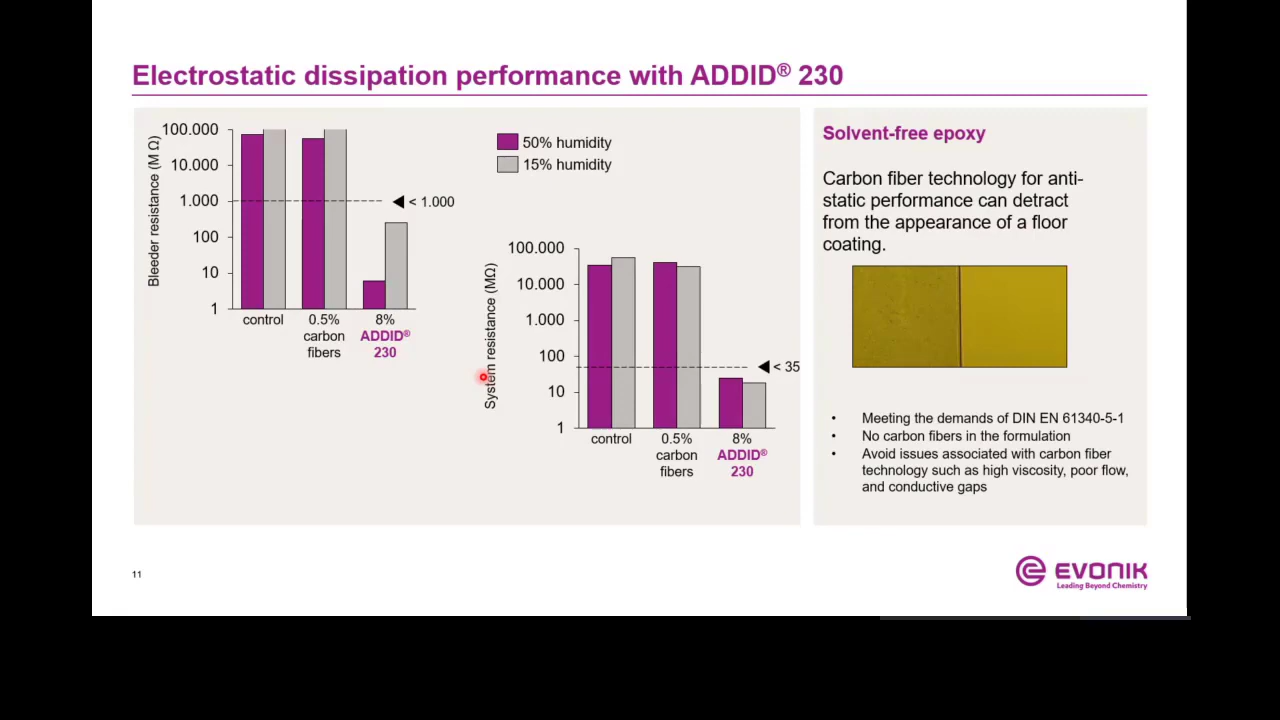 Electrostatic dissipation performance with ADDID® 230
Bleeder resistance (M Ω)
100.000
10.000
1.000
100
10
1
< 1.000
control
0.5%
carbon
fibers
8%
ADDID®
230
50% humidity
15% humidity
System resistance (MΩ)
100.000
10.000
1.000
100
10
1
< 35
control
0.5%
carbon
fibers
8%
ADDID®
230
Solvent-free epoxy
Carbon fiber technology for anti-
static performance can detract
from the appearance of a floor
coating.
• Meeting the demands of DIN EN 61340-5-1
• No carbon fibers in the formulation
• Avoid issues associated with carbon fiber
technology such as high viscosity, poor flow,
and conductive gaps
11
EVONIK
Leading Beyond Chemistry